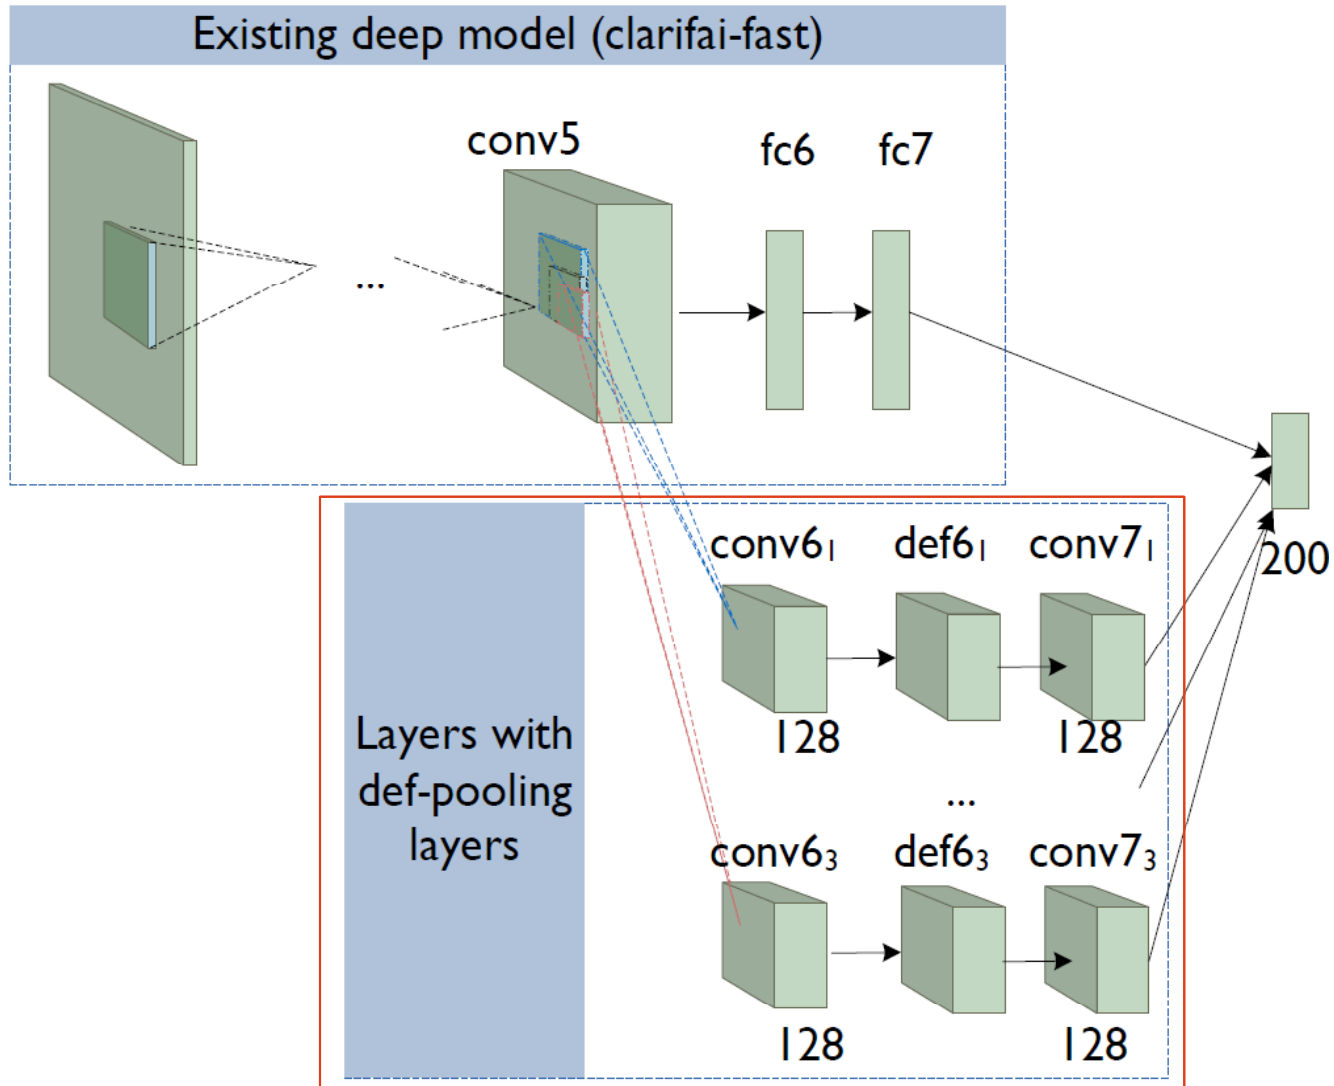 Existing deep model (clarifai-fast)
conv5
fc6
fc7
...
200
Layers with
def-pooling
layers
conv6₁
def6₁
conv7₁
128
128
...
conv6₃
def6₃
conv7₃
128
128